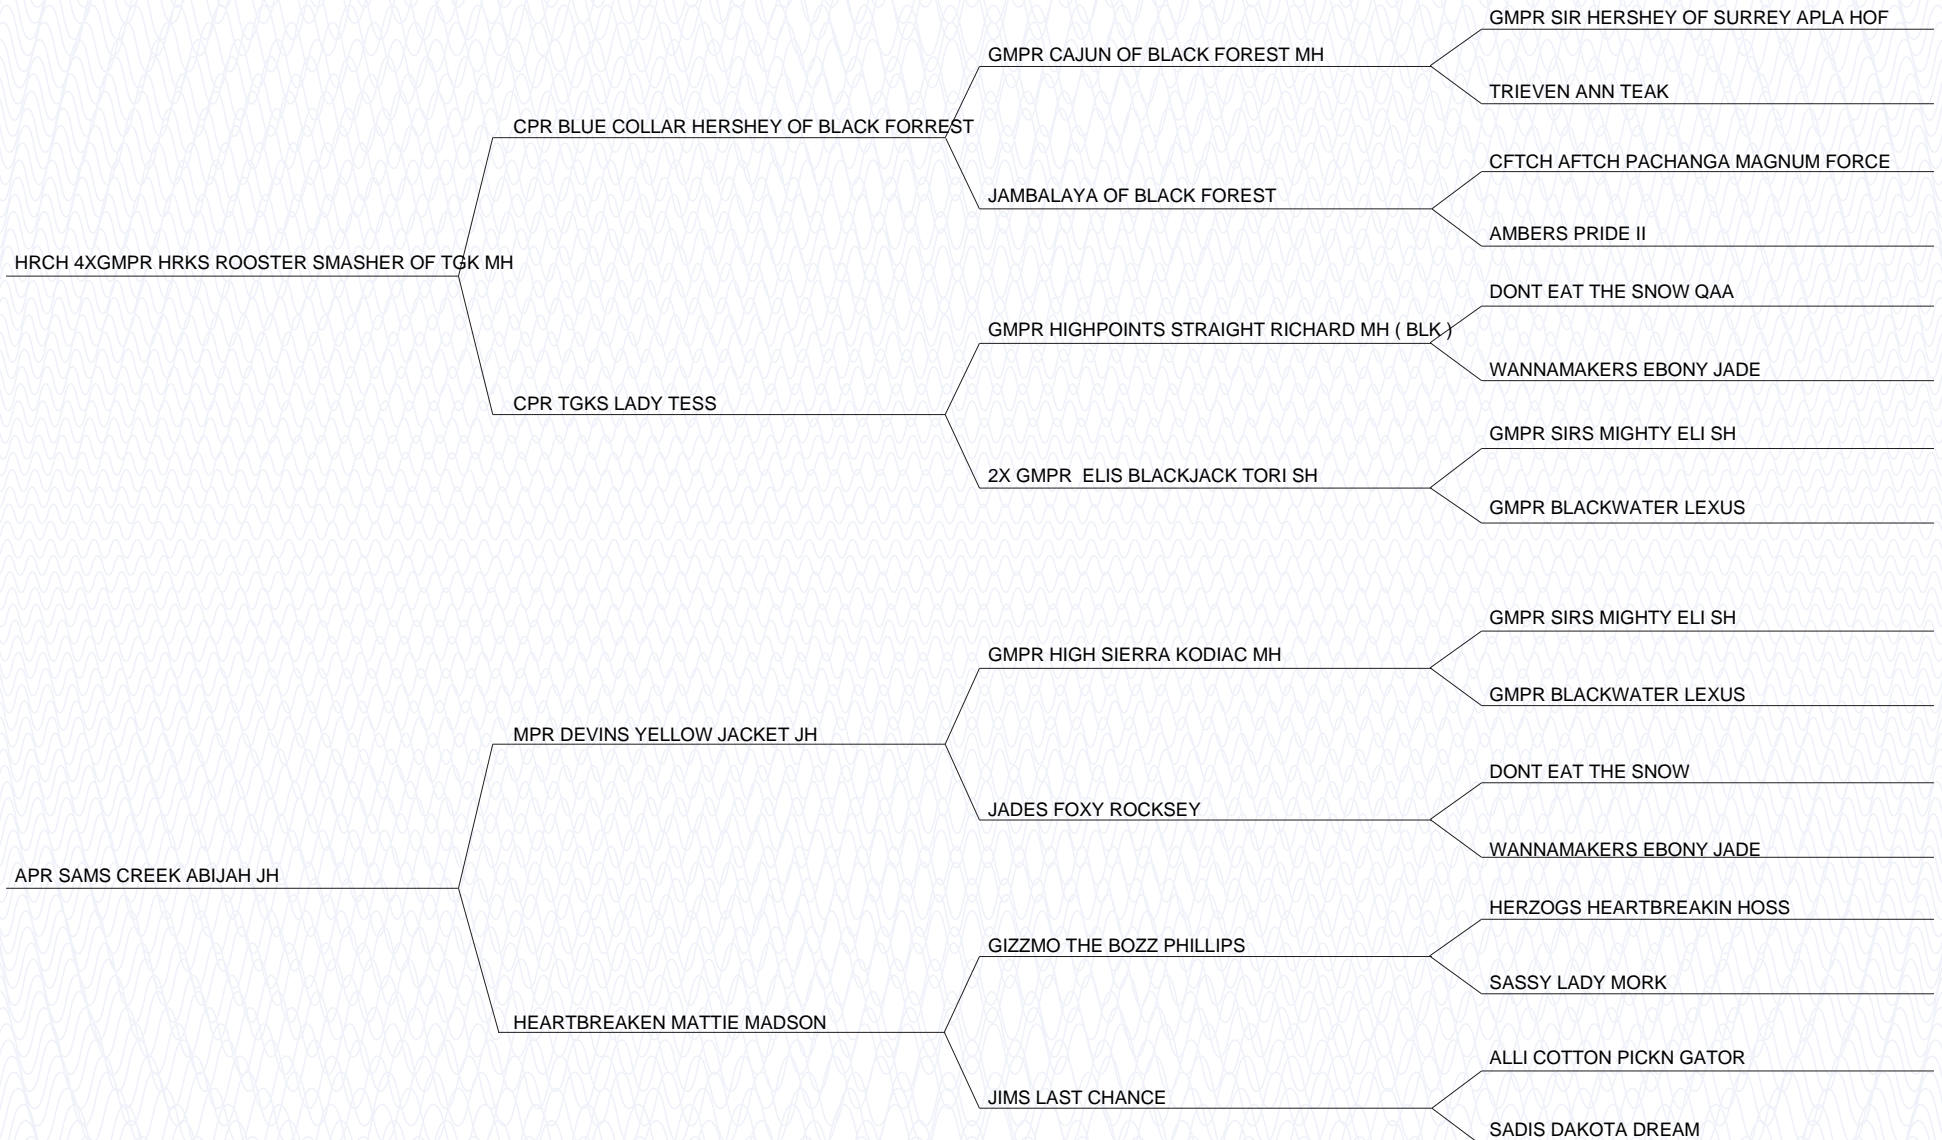 GMPR SIR HERSHEY OF SURREY APLA HOF
GMPR CAJUN OF BLACK FOREST MH
TRIEVEN ANN TEAK
CPR BLUE COLLAR HERSHEY OF BLACK FORREST
CFTCH AFTCH PACHANGA MAGNUM FORCE
JAMBALAYA OF BLACK FOREST
AMBERS PRIDE II
HRCH 4XGMPR HRKS ROOSTER SMASHER OF TGK MH
DONT EAT THE SNOW QAA
GMPR HIGHPOINTS STRAIGHT RICHARD MH ( BLK )
WANNAMAKERS EBONY JADE
CPR TGKS LADY TESS
GMPR SIRS MIGHTY ELI SH
2X GMPR  ELIS BLACKJACK TORI SH
GMPR BLACKWATER LEXUS
GMPR SIRS MIGHTY ELI SH
GMPR HIGH SIERRA KODIAC MH
GMPR BLACKWATER LEXUS
MPR DEVINS YELLOW JACKET JH
DONT EAT THE SNOW
JADES FOXY ROCKSEY
WANNAMAKERS EBONY JADE
APR SAMS CREEK ABIJAH JH
HERZOGS HEARTBREAKIN HOSS
GIZZMO THE BOZZ PHILLIPS
SASSY LADY MORK
HEARTBREAKEN MATTIE MADSON
ALLI COTTON PICKN GATOR
JIMS LAST CHANCE
SADIS DAKOTA DREAM